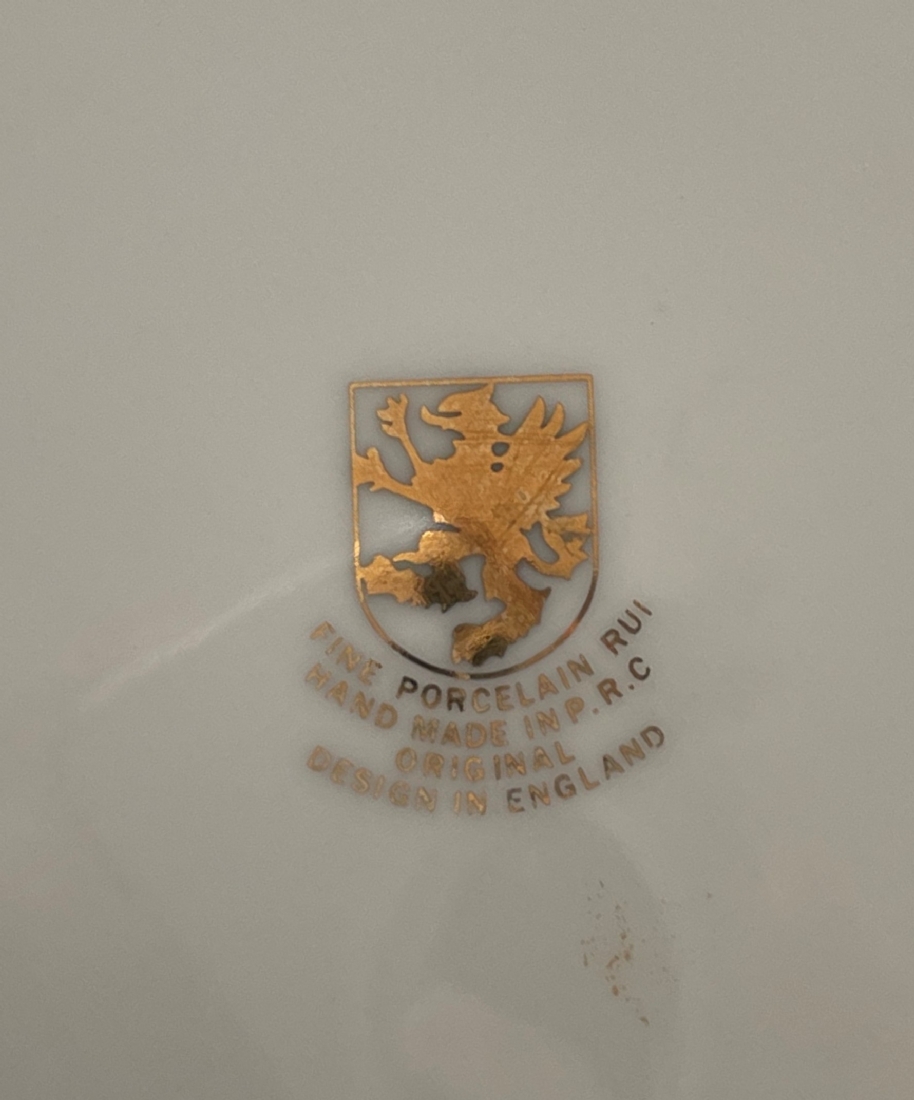 FINE PORCELAIN RUI
HAND MADE IN P.R.C
ORIGINAL
DESIGN IN ENGLAND